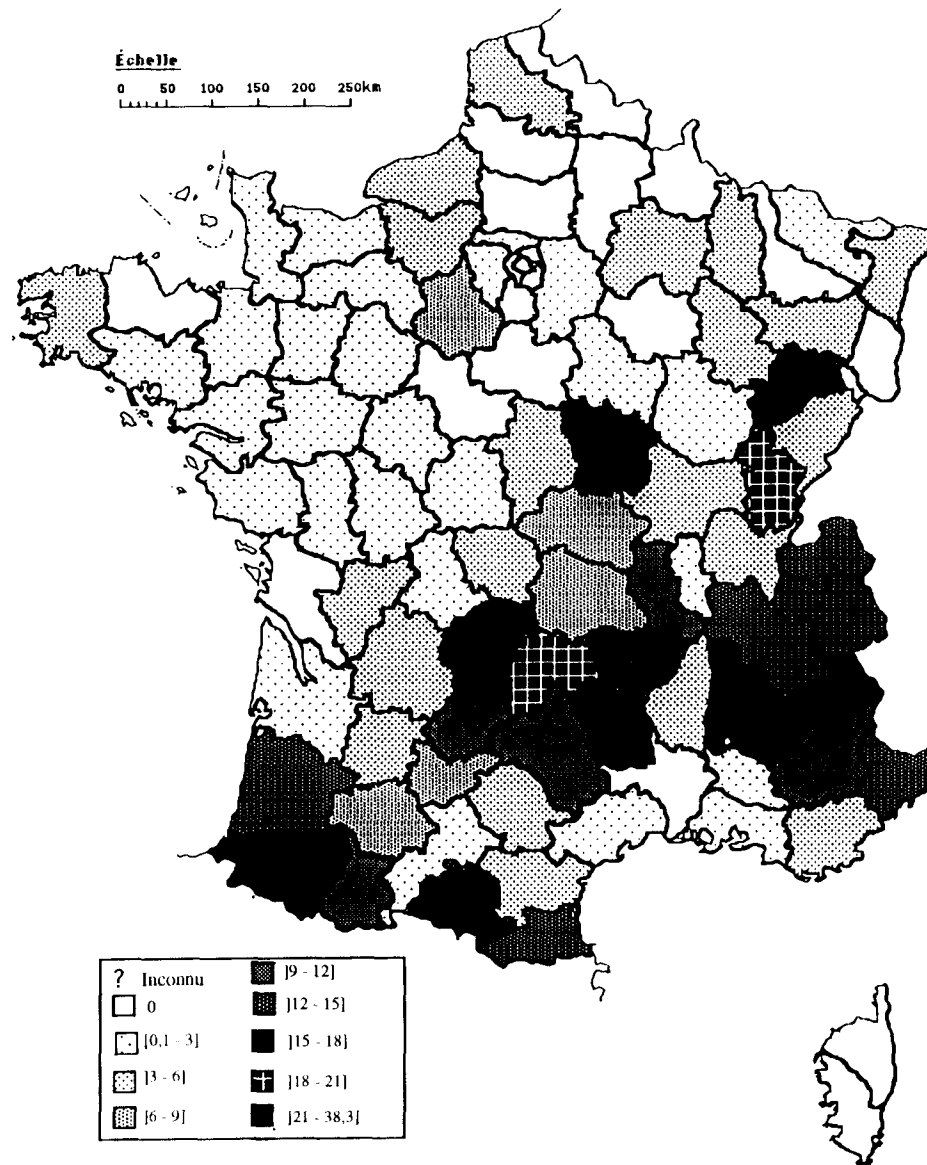 Échelle
0 50 100 150 200 250km
? Inconnu
0
[0,1 - 3]
]3 - 6]
]6 - 9]
]9 - 12]
]12 - 15]
]15 - 18]
]18 - 21]
]21 - 38,3]